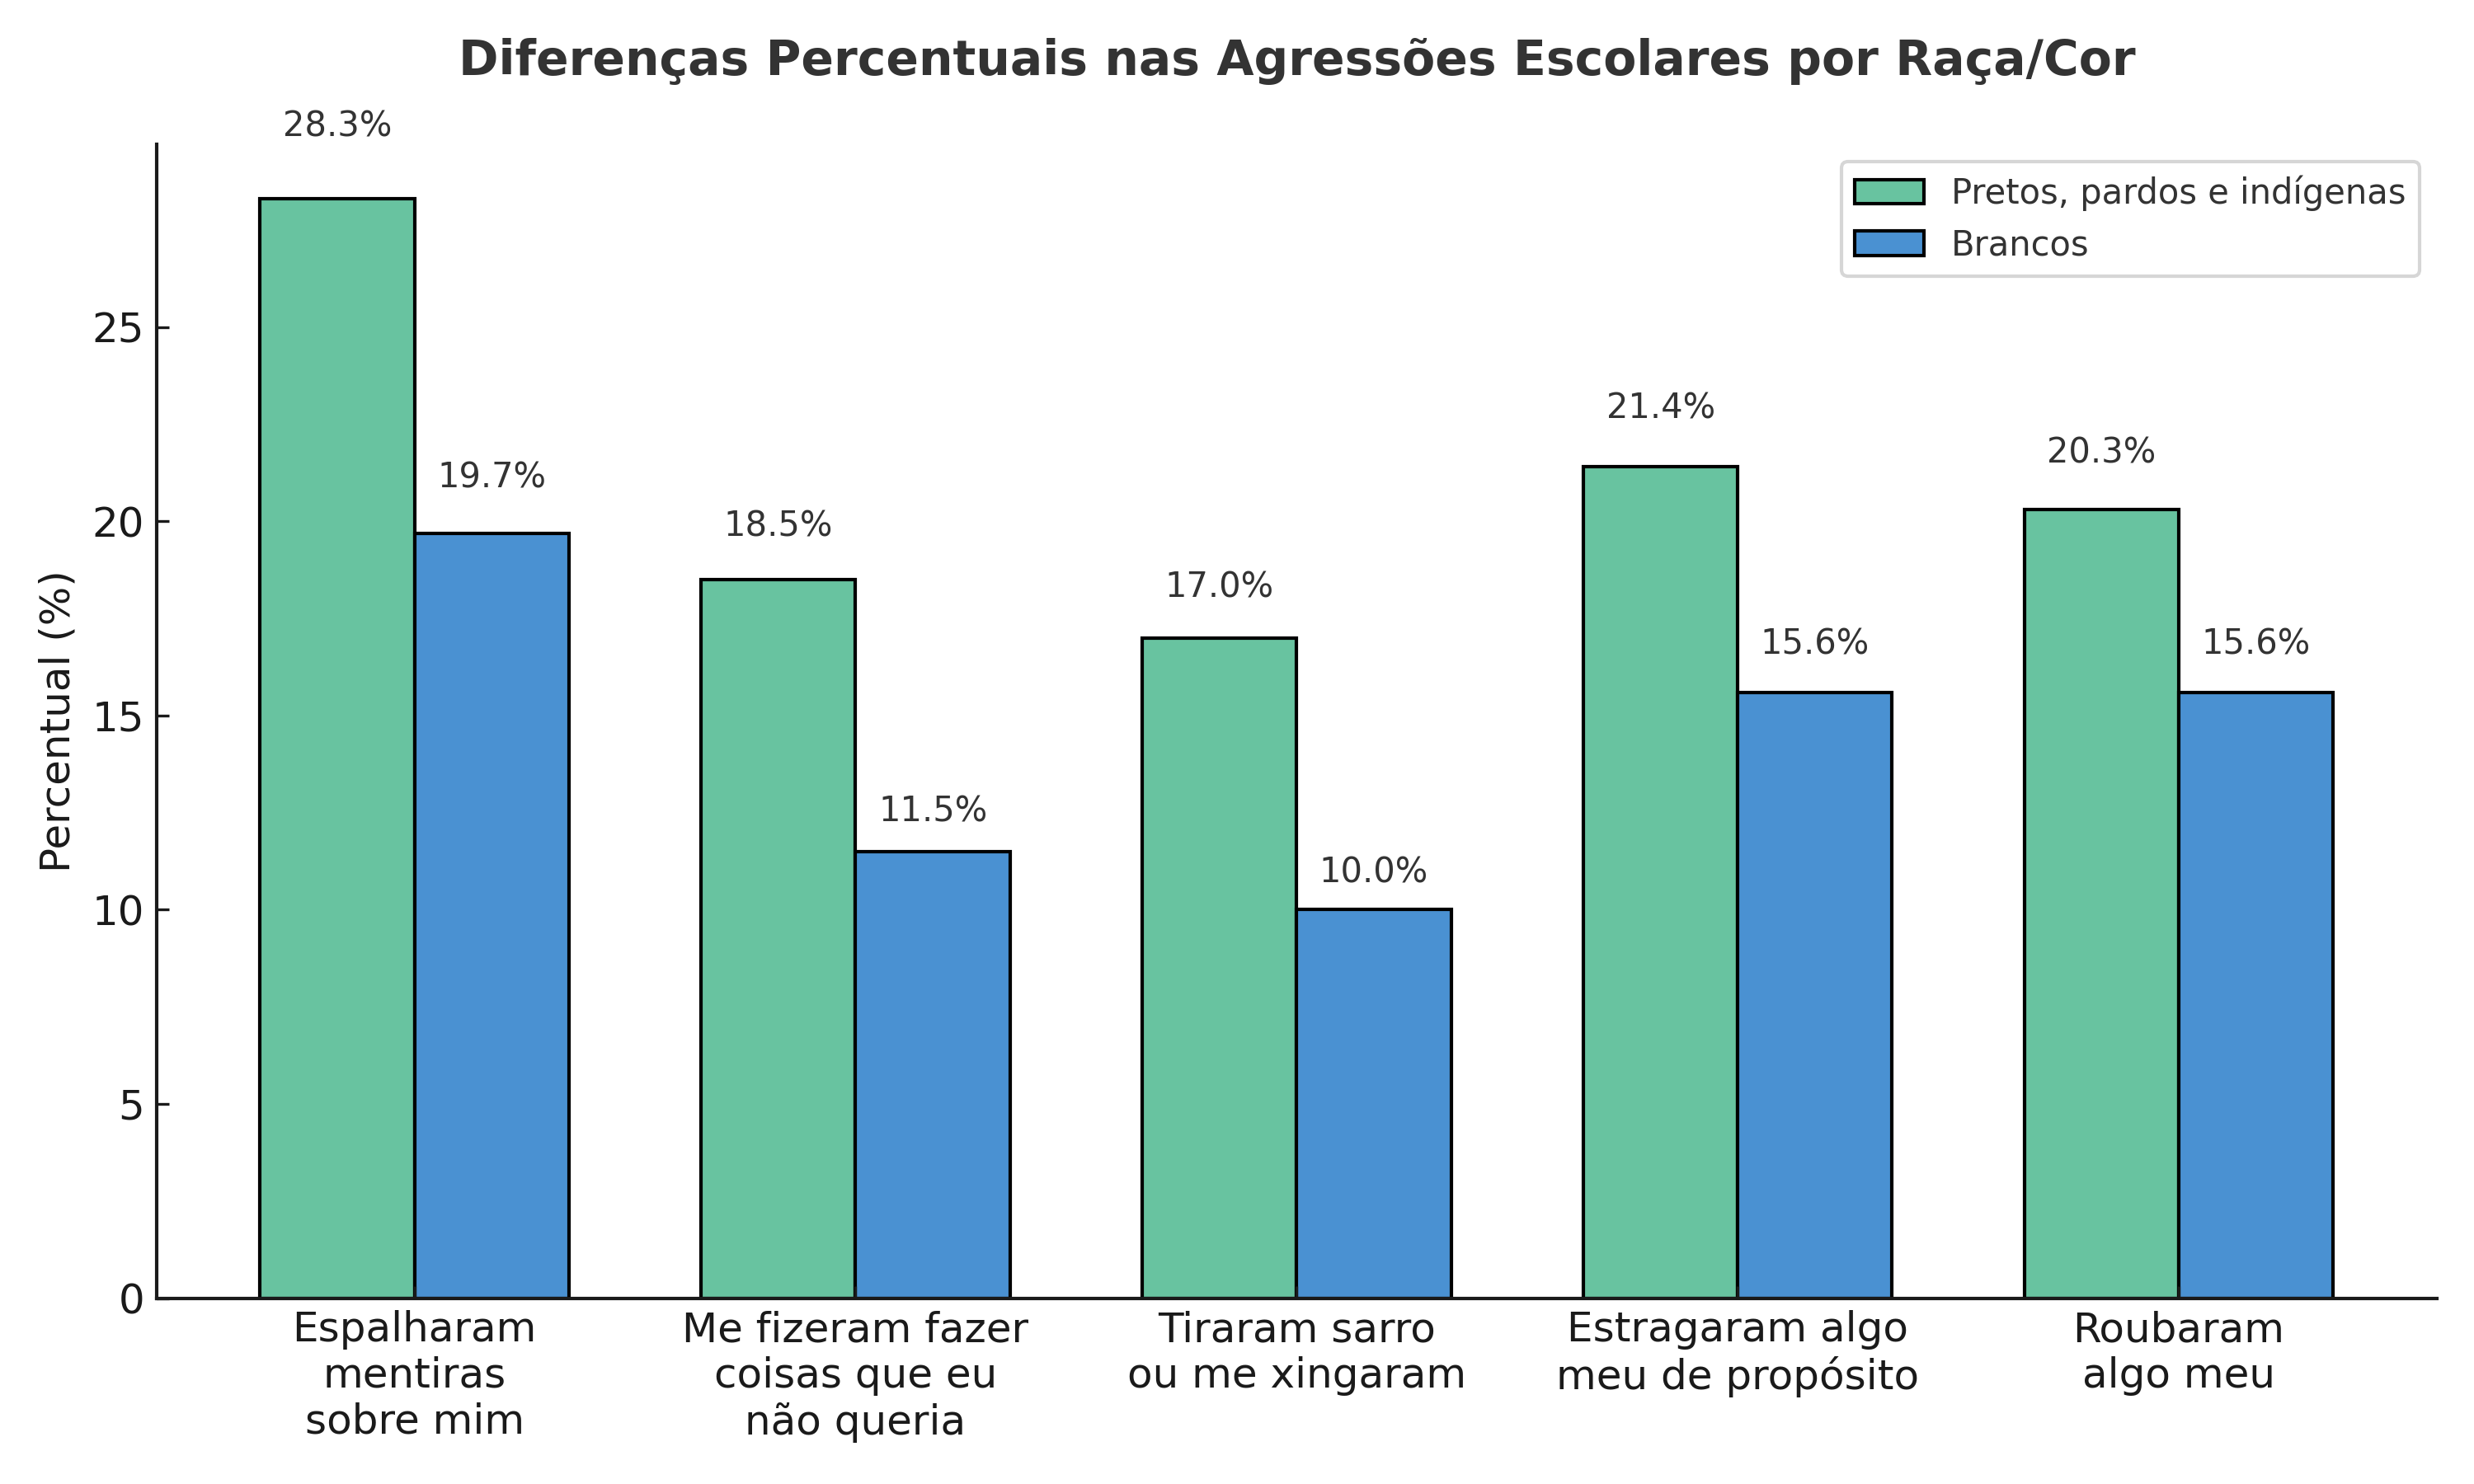 Diferenças Percentuais nas Agressões Escolares por Raça/Cor
Pretos, pardos e indígenas
Brancos
Percentual (%)
25
20
15
10
5
0
28.3%
19.7%
18.5%
11.5%
17.0%
10.0%
21.4%
15.6%
20.3%
15.6%
Espalharam
mentiras
sobre mim
Me fizeram fazer
coisas que eu
não queria
Tiraram sarro
ou me xingaram
Estragaram algo
meu de propósito
Roubaram
algo meu